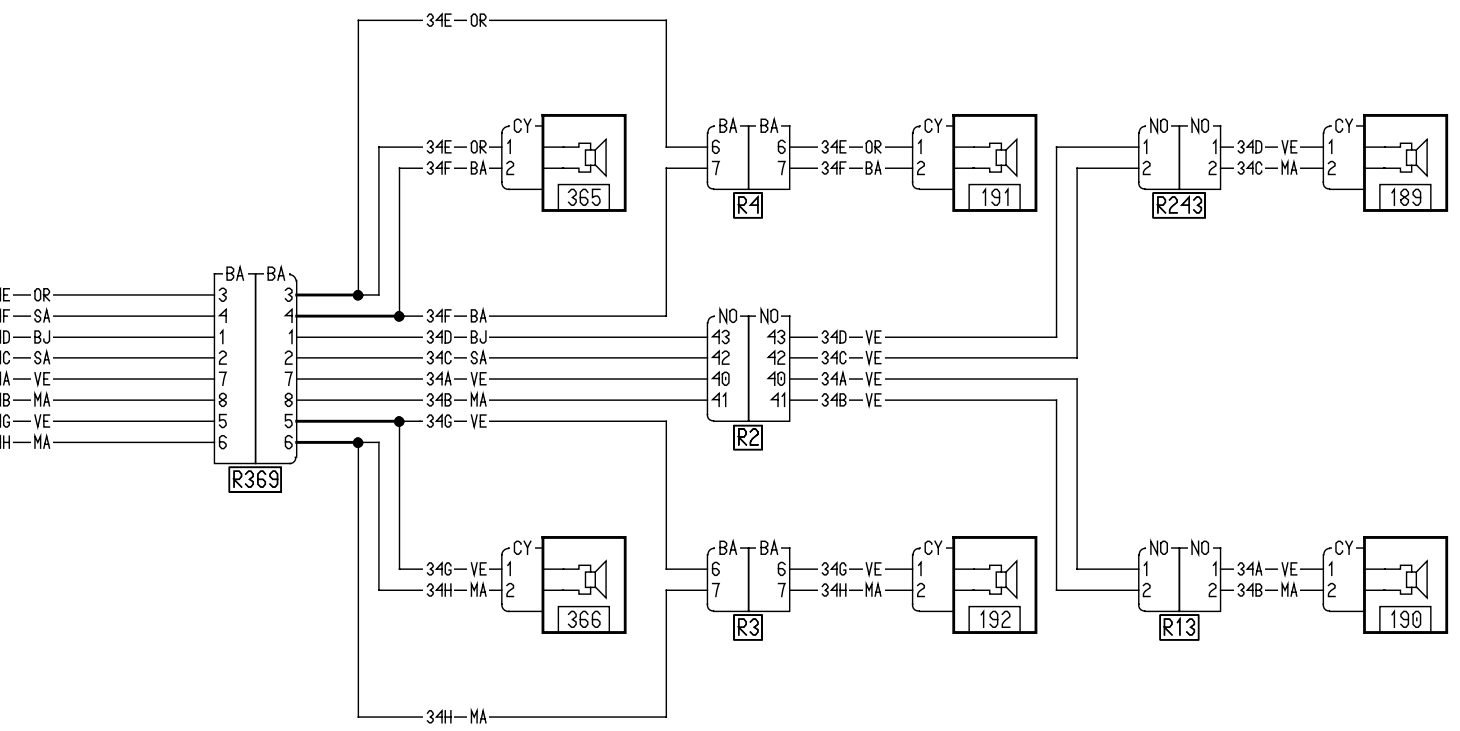 34E OR
CY CY
BA BA
NO NO
CY
34E OR 1
6 6 34E OR 1
1 1 34D VE 1
34F BA 2
7 7 34F BA 2
2 2 34C MA 2
365
191
189
R4
R243
BA BA
E OR 3 3
F SA 4 4 34F BA
NO NO
D BJ 1 1 34D BJ 43 43 34D VE
C SA 2 2 34C SA 42 42 34C VE
A VE 7 7 34A VE 40 40 34A VE
B MA 8 8 34B MA 41 41 34B VE
G VE 5 5 34G VE
H MA 6 6
R2
R369
CY
BA BA
CY
NO NO
CY
34G VE 1
6 6 34G VE 1
1 1 34A VE 1
34H MA 2
7 7 34H MA 2
2 2 34B MA 2
366
192
190
R3
R13
34H MA